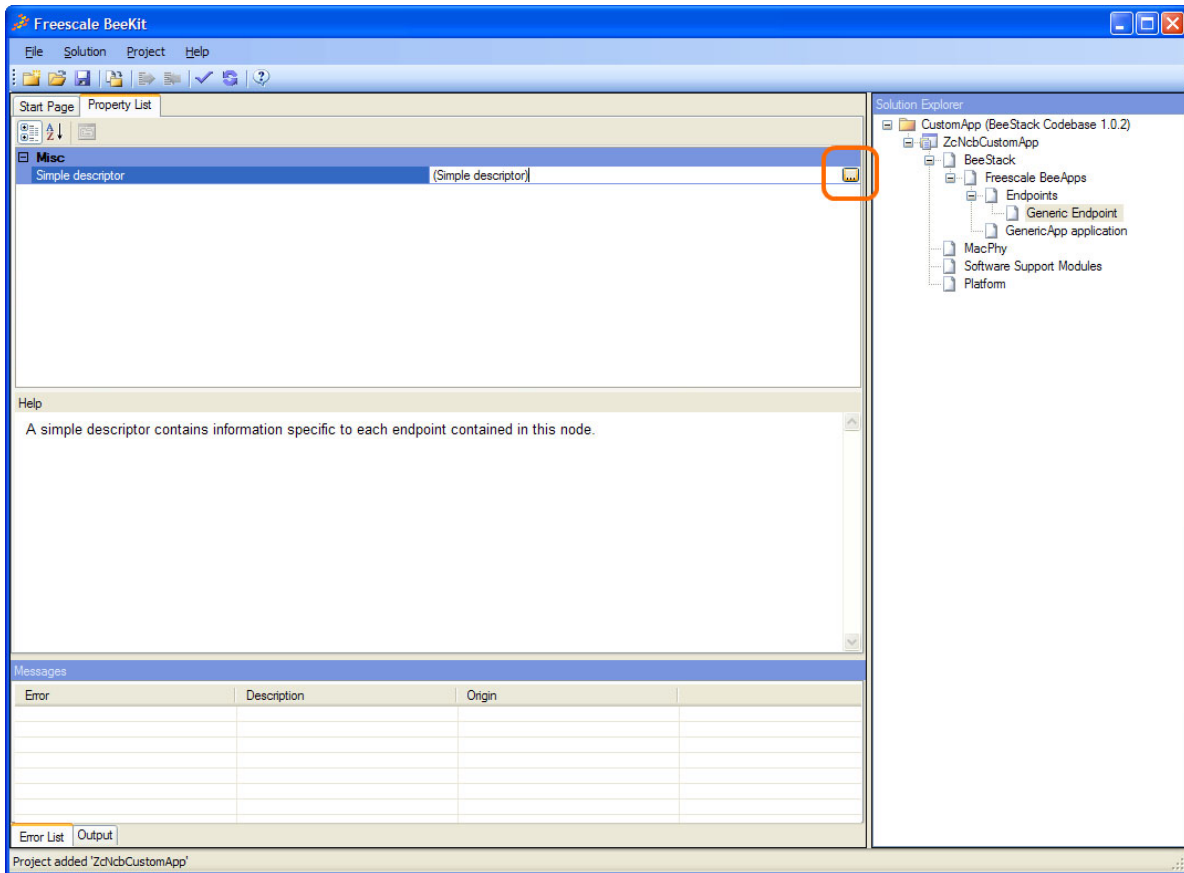 Freescale BeeKit
File Solution Project Help
Start Page Property List
Misc
Simple descriptor (Simple descriptor)
...
Help
A simple descriptor contains information specific to each endpoint contained in this node.
Messages
Error Description Origin
Error List Output
Project added 'ZcNcbCustomApp'
Solution Explorer
CustomApp (BeeStack Codebase 1.0.2)
ZcNcbCustomApp
BeeStack
Freescale BeeApps
Endpoints
Generic Endpoint
GenericApp application
MacPhy
Software Support Modules
Platform